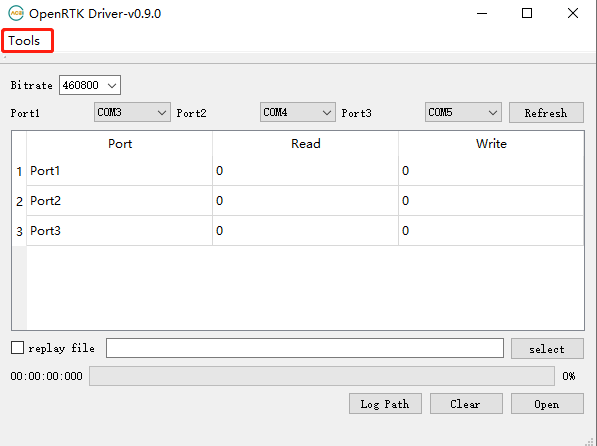 OpenRTK Driver-v0.9.0
Tools
Bitrate 460800
Port1 COM3 Port2 COM4 Port3 COM5 Refresh
Port Read Write
1 Port1 0 0
2 Port2 0 0
3 Port3 0 0
replay file select
00:00:00:000 0%
Log Path Clear Open